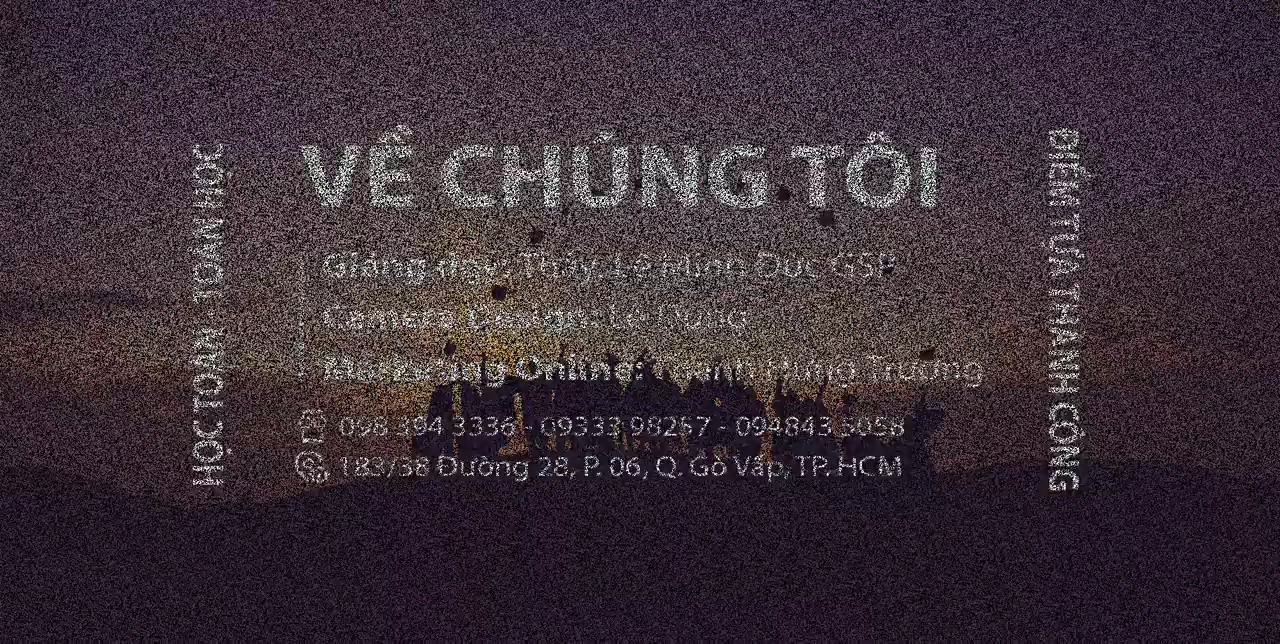 HỌC TOÁN - TOÁN HỌC
VỀ CHÚNG TÔI
Giảng dạy: Thầy Lê Minh Đức GSP
Camera Design: Lê Dung
Marketing Online: Thanh Hưng Trương
098 394 3336 - 09333 98267 - 094843 5058
183/38 Đường 28, P. 06, Q. Gò Vấp, TP. HCM
ĐIỂM TỰA THÀNH CÔNG